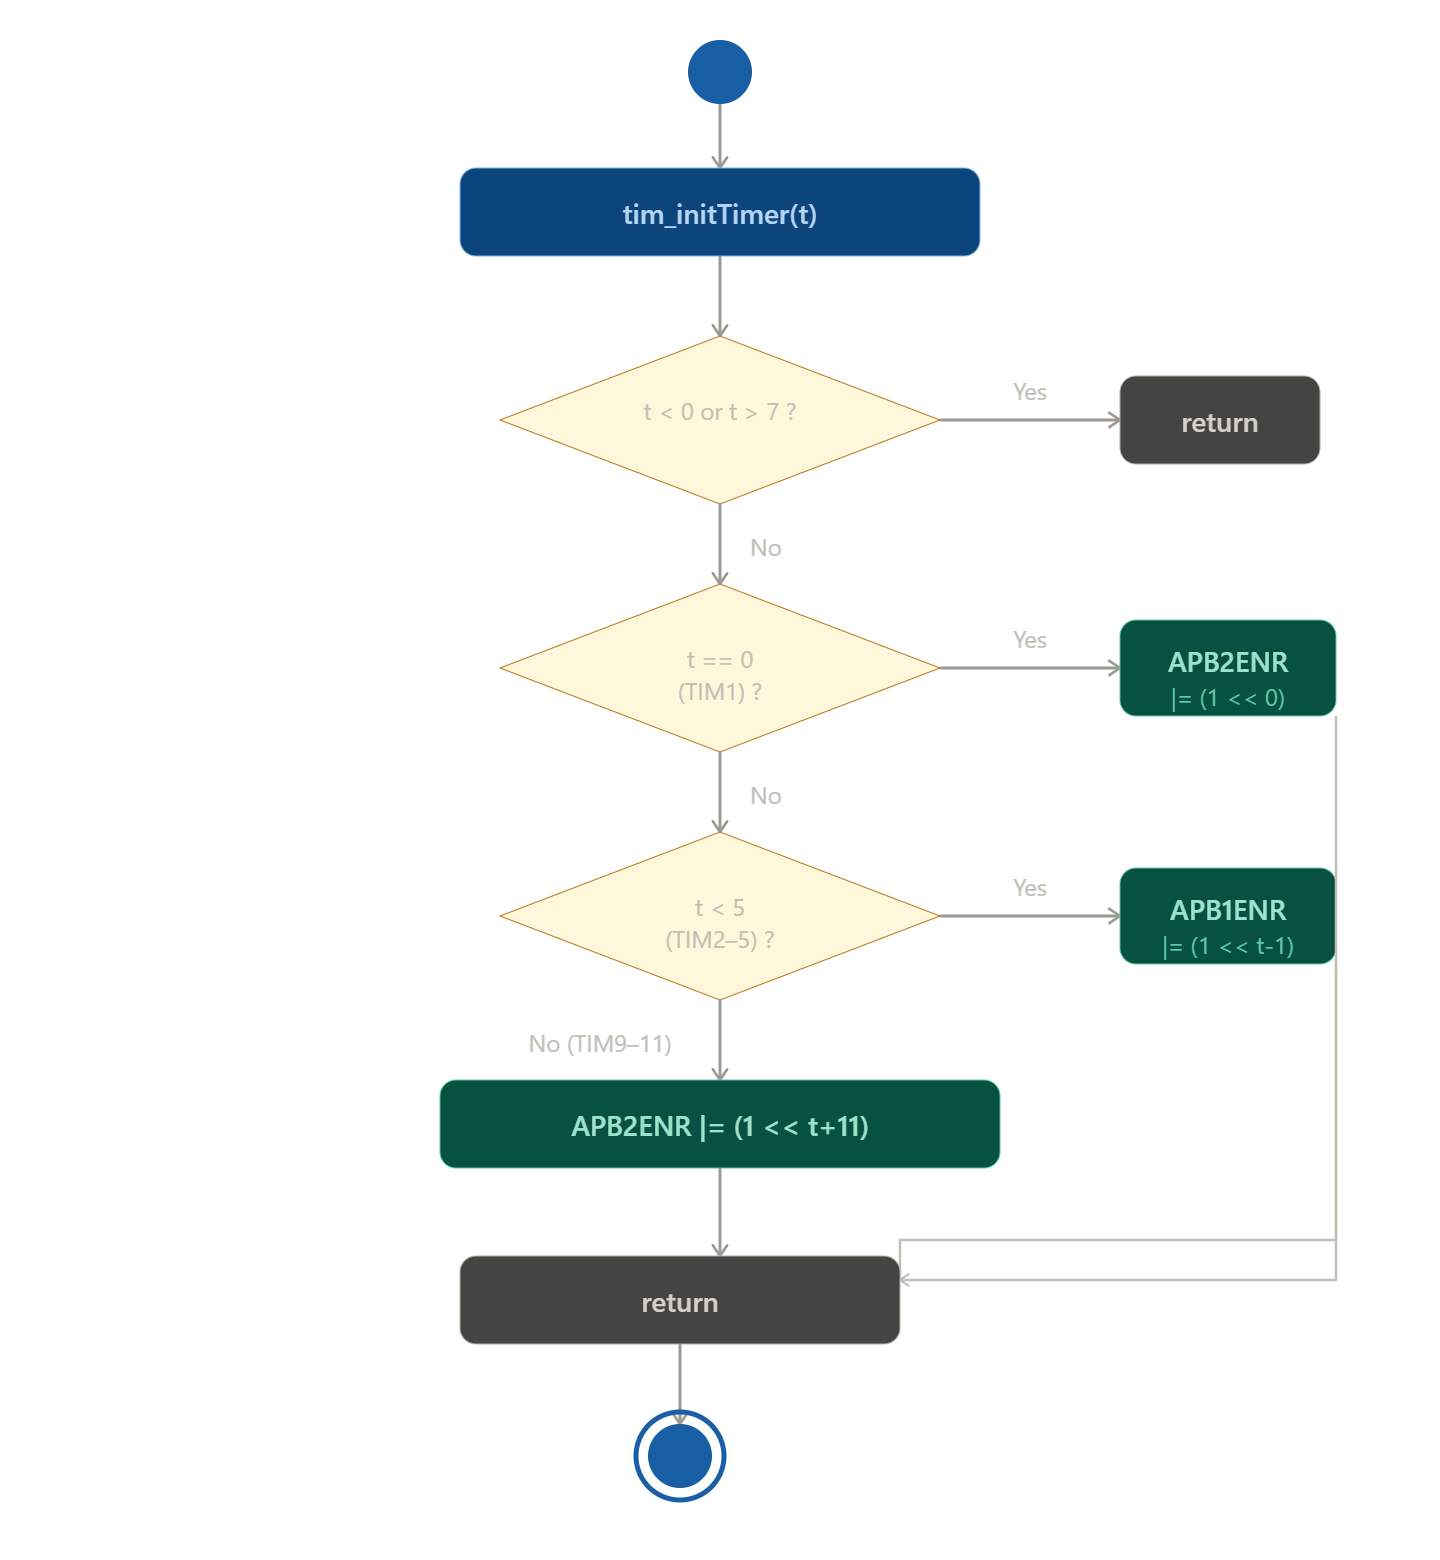 tim_initTimer(t)
t < 0 or t > 7 ?
Yes
return
No
t == 0
(TIM1) ?
Yes
APB2ENR
|= (1 << 0)
No
t < 5
(TIM2–5) ?
Yes
APB1ENR
|= (1 << t-1)
No (TIM9–11)
APB2ENR |= (1 << t+11)
return